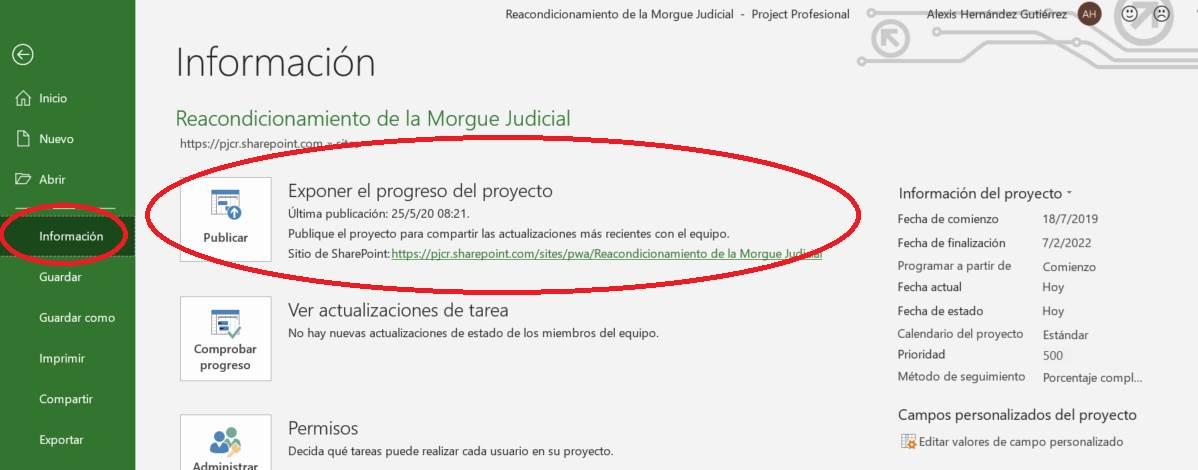 Reacondicionamiento de la Morgue Judicial - Project Profesional
Alexis Hernández Gutiérrez
AH
Inicio
Nuevo
Abrir
Información
Guardar
Guardar como
Imprimir
Compartir
Exportar
Información
Reacondicionamiento de la Morgue Judicial
https://pjcr.sharepoint.com »
Publicar
Exponer el progreso del proyecto
Última publicación: 25/5/20 08:21.
Publique el proyecto para compartir las actualizaciones más recientes con el equipo.
Sitio de SharePoint: https://pjcr.sharepoint.com/sites/pwa/Reacondicionamiento de la Morgue Judicial
Comprobar
progreso
Ver actualizaciones de tarea
No hay nuevas actualizaciones de estado de los miembros del equipo.
Administrar
Permisos
Decida qué tareas puede realizar cada usuario en su proyecto.
Información del proyecto
Fecha de comienzo 18/7/2019
Fecha de finalización 7/2/2022
Programar a partir de Comienzo
Fecha actual Hoy
Fecha de estado Hoy
Calendario del proyecto Estándar
Prioridad 500
Método de seguimiento Porcentaje compl...
Campos personalizados del proyecto
Editar valores de campo personalizado